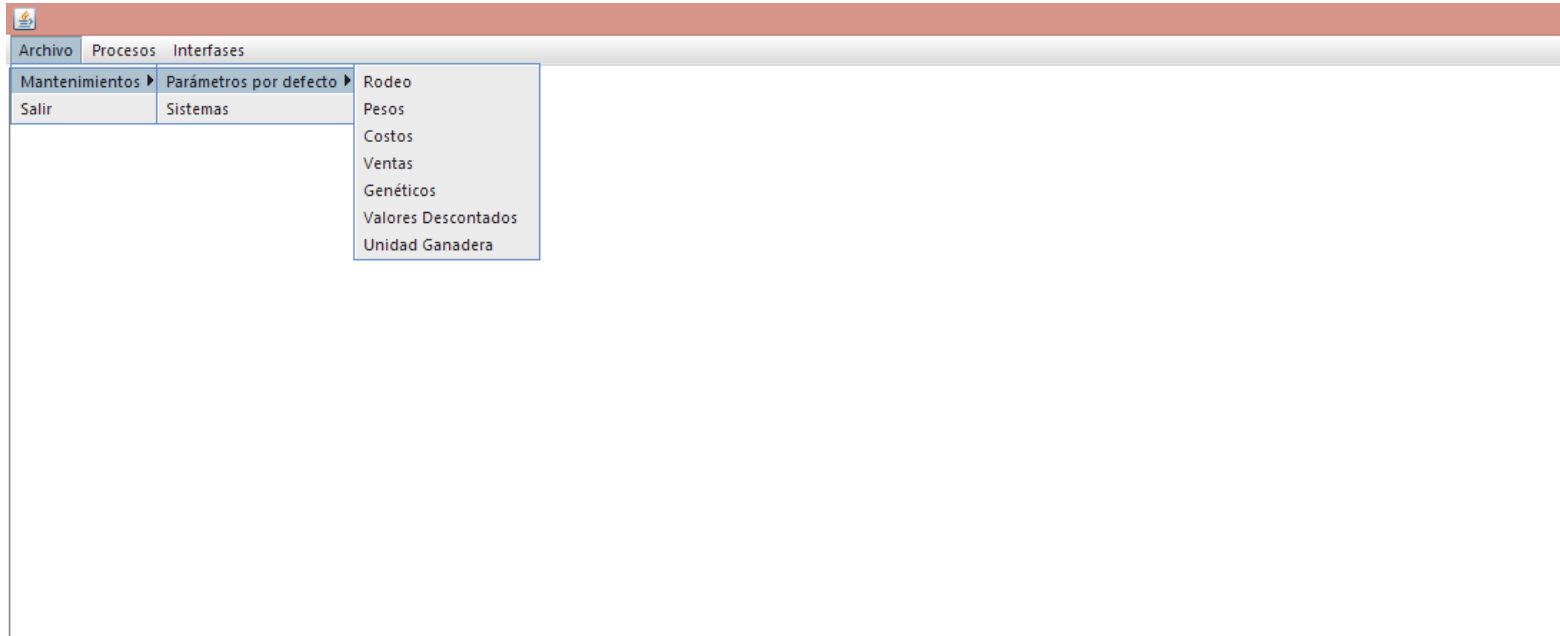 Archivo Procesos Interfases
Mantenimientos Parámetros por defecto Rodeo
Salir Sistemas Pesos
Costos
Ventas
Genéticos
Valores Descontados
Unidad Ganadera